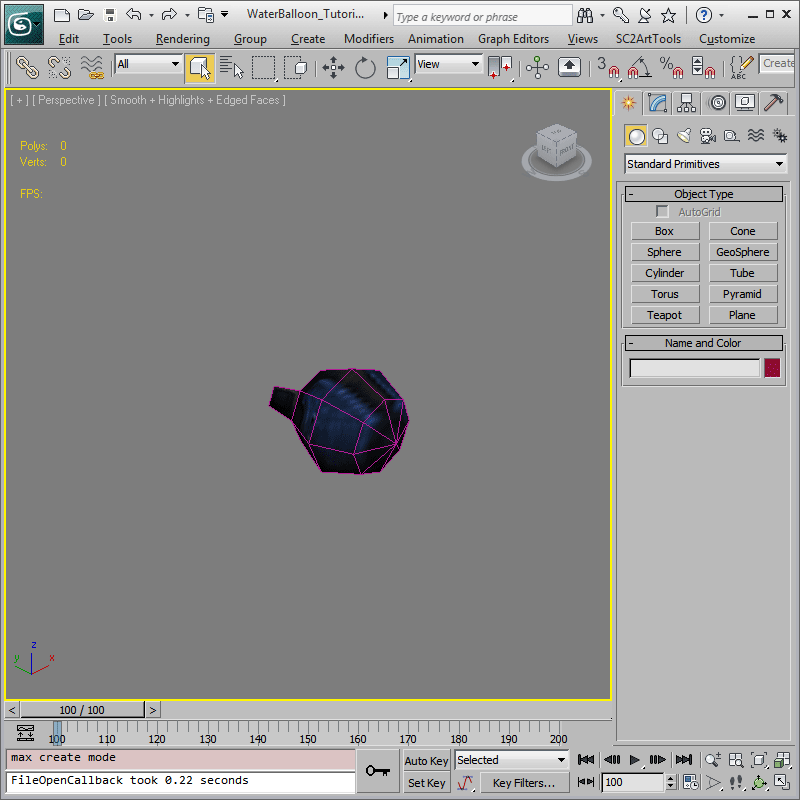 WaterBalloon_Tutori...
Type a keyword or phrase
Edit Tools Rendering Group Create Modifiers Animation Graph Editors Views SC2ArtTools Customize
All View 3 % ABC Create
[ + ] [ Perspective ] [ Smooth + Highlights + Edged Faces ]
Polys: 0
Verts: 0
FPS:
z
y x
Standard Primitives
- Object Type
AutoGrid
Box Cone
Sphere GeoSphere
Cylinder Tube
Torus Pyramid
Teapot Plane
- Name and Color
< 100 / 100 >
100 110 120 130 140 150 160 170 180 190 200
max create mode
FileOpenCallback took 0.22 seconds
Auto Key Selected
Set Key Key Filters...
100